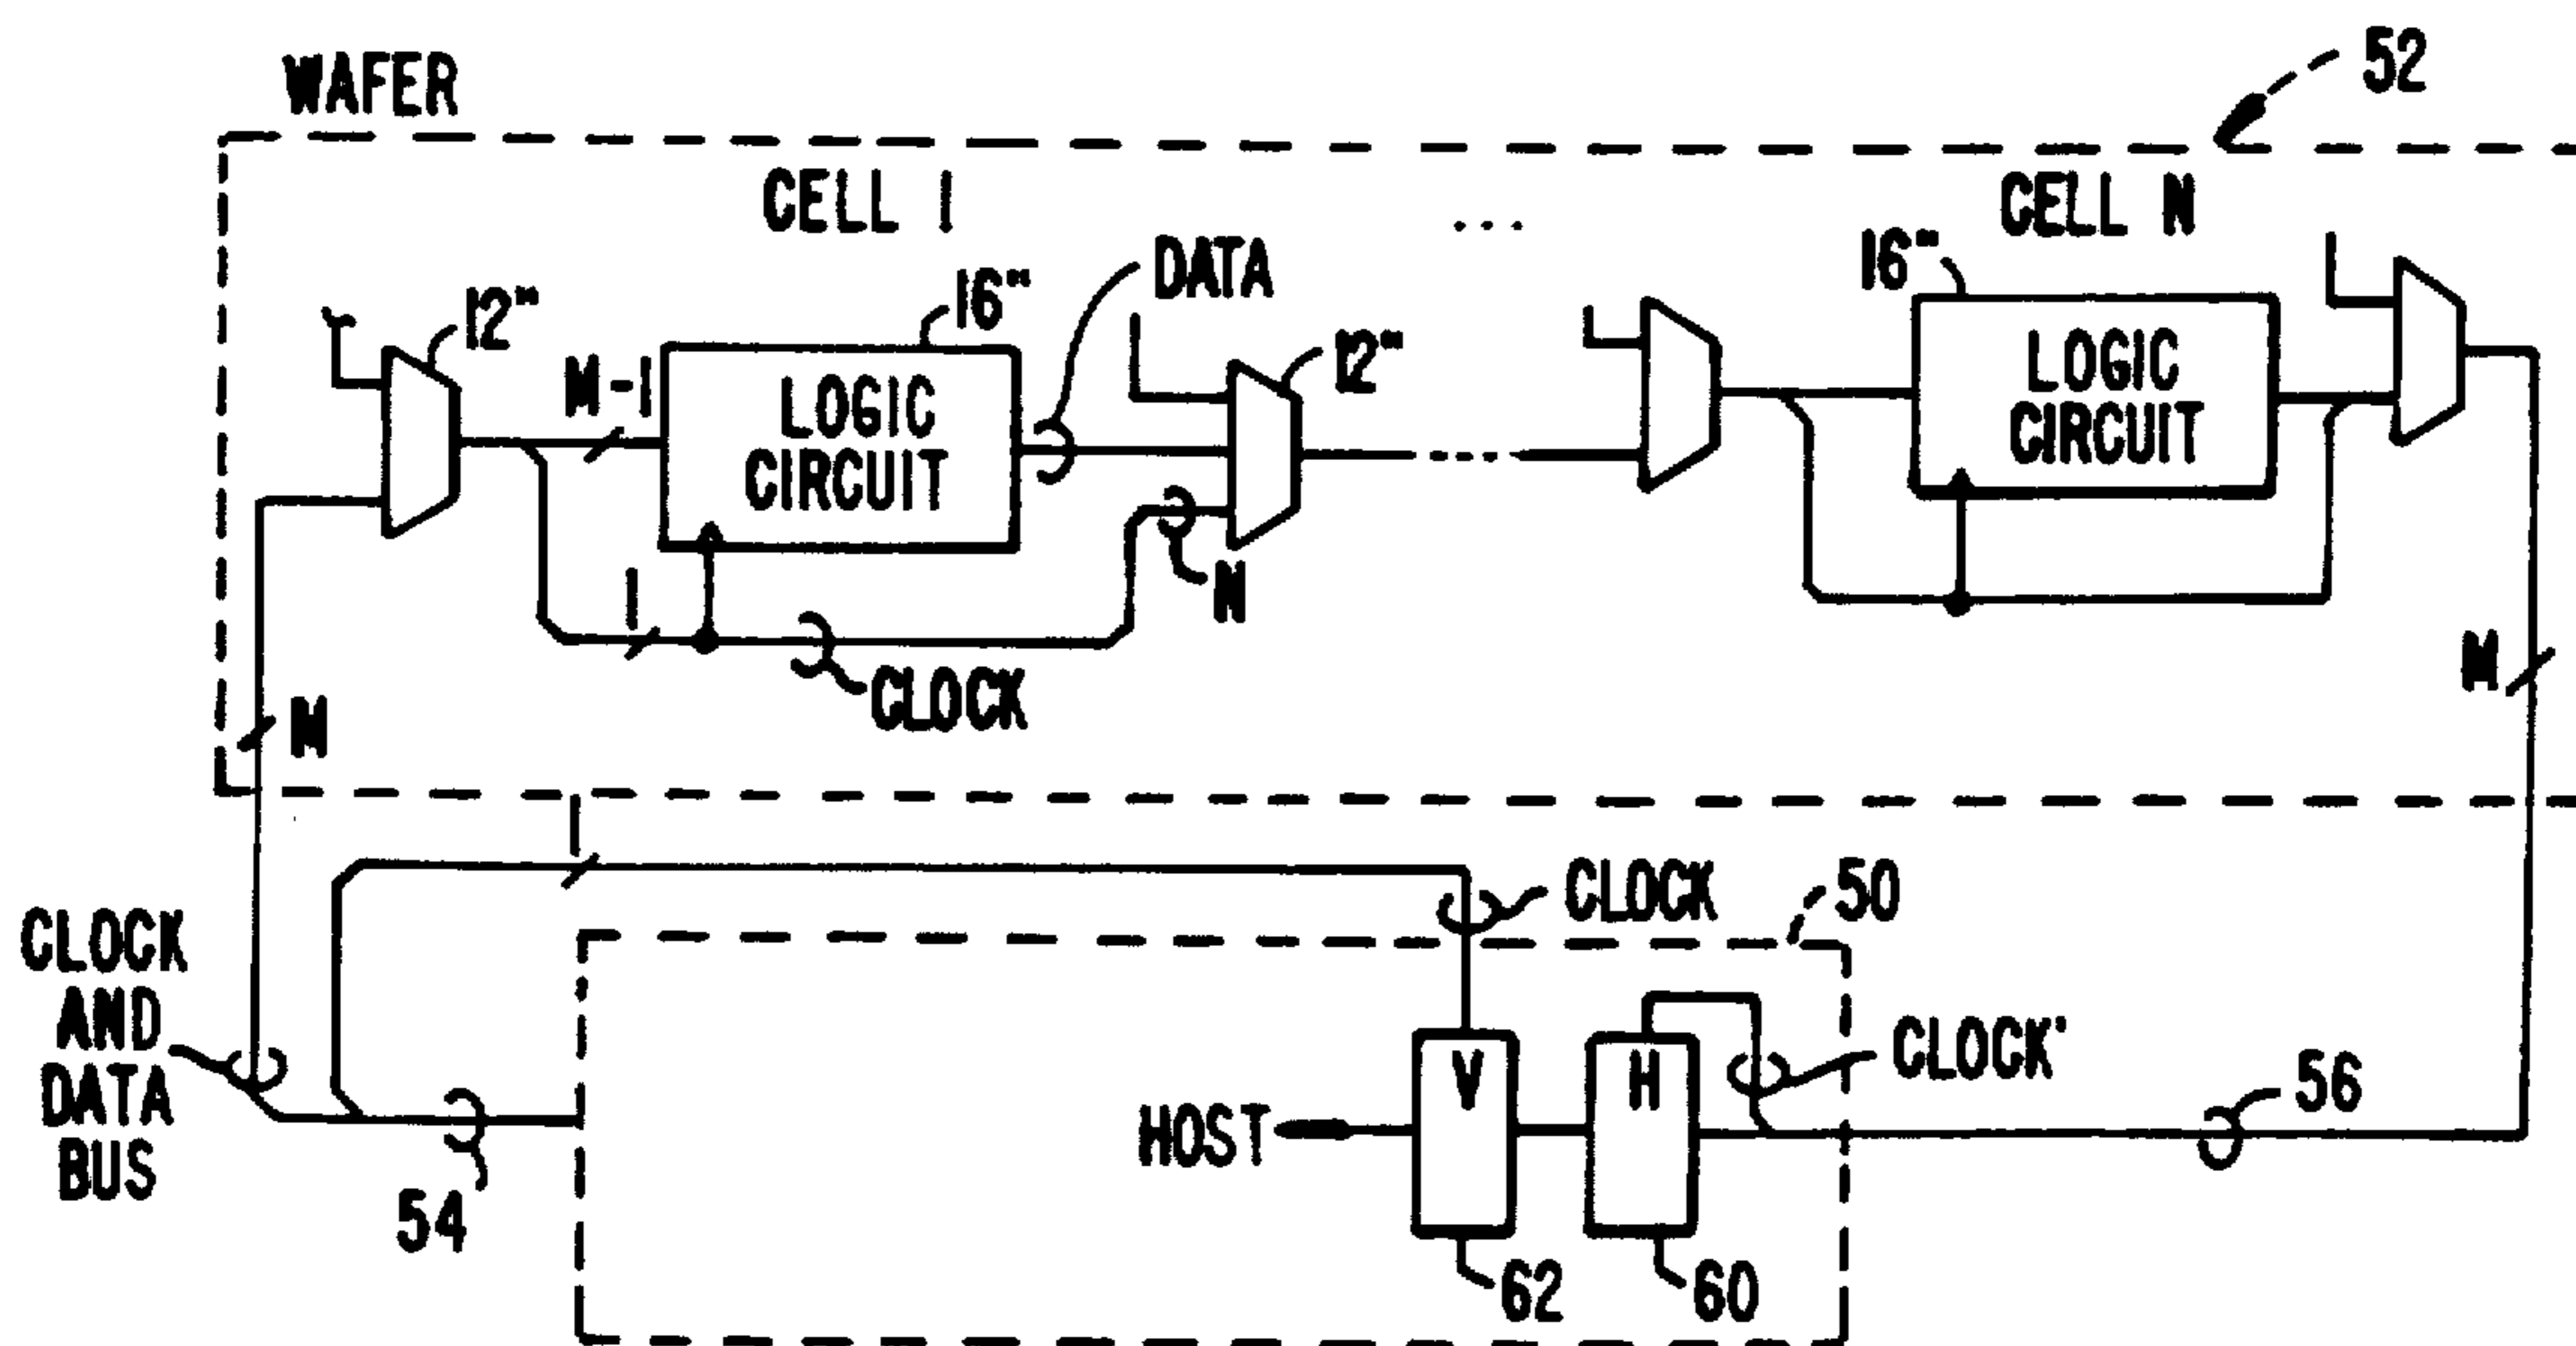 WAFER
52
CELL 1
...
CELL N
DATA
16"
16"
12"
12"
M-1
LOGIC
CIRCUIT
LOGIC
CIRCUIT
1
N
CLOCK
M
M
1
CLOCK
50
CLOCK
AND
DATA
BUS
54
V
H
CLOCK'
HOST
56
62
60